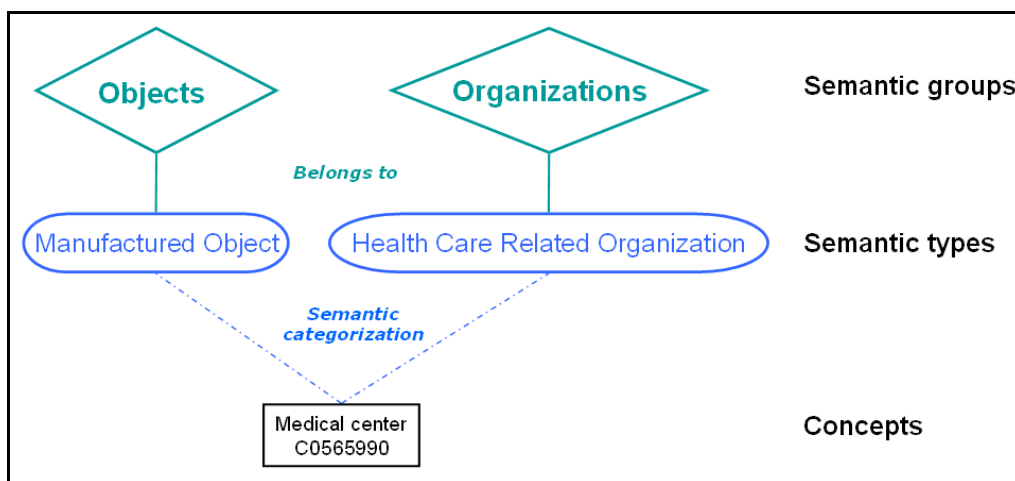 Objects
Organizations
Semantic groups
Belongs to
Manufactured Object
Health Care Related Organization
Semantic types
Semantic
categorization
Medical center
C0565990
Concepts